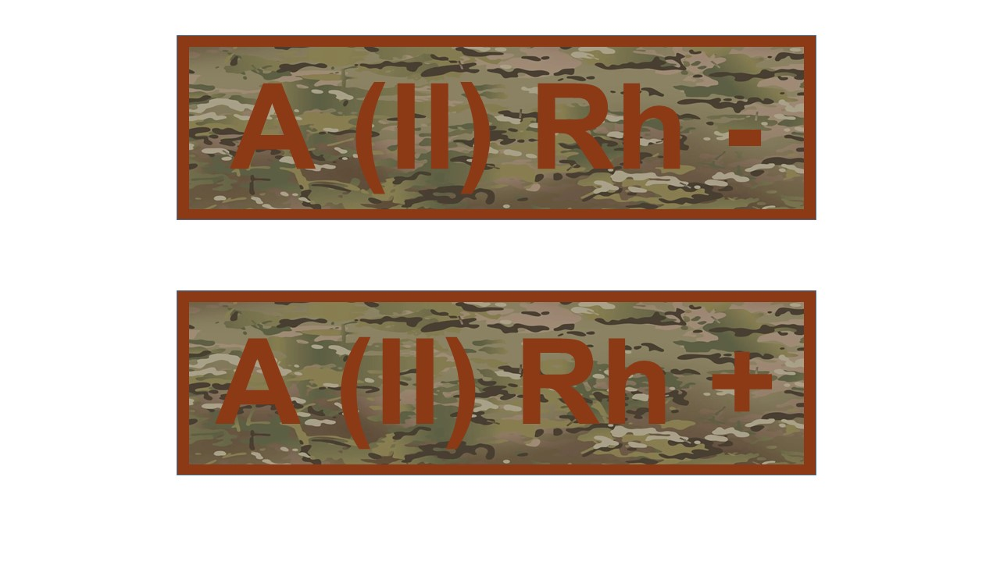 A (II) Rh -
A (II) Rh +